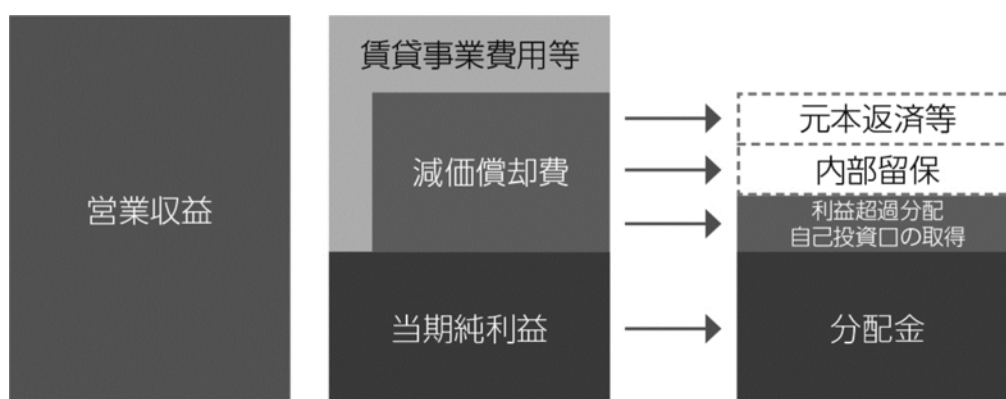 営業収益
賃貸事業費用等
減価償却費
当期純利益
元本返済等
内部留保
利益超過分配
自己投資口の取得
分配金